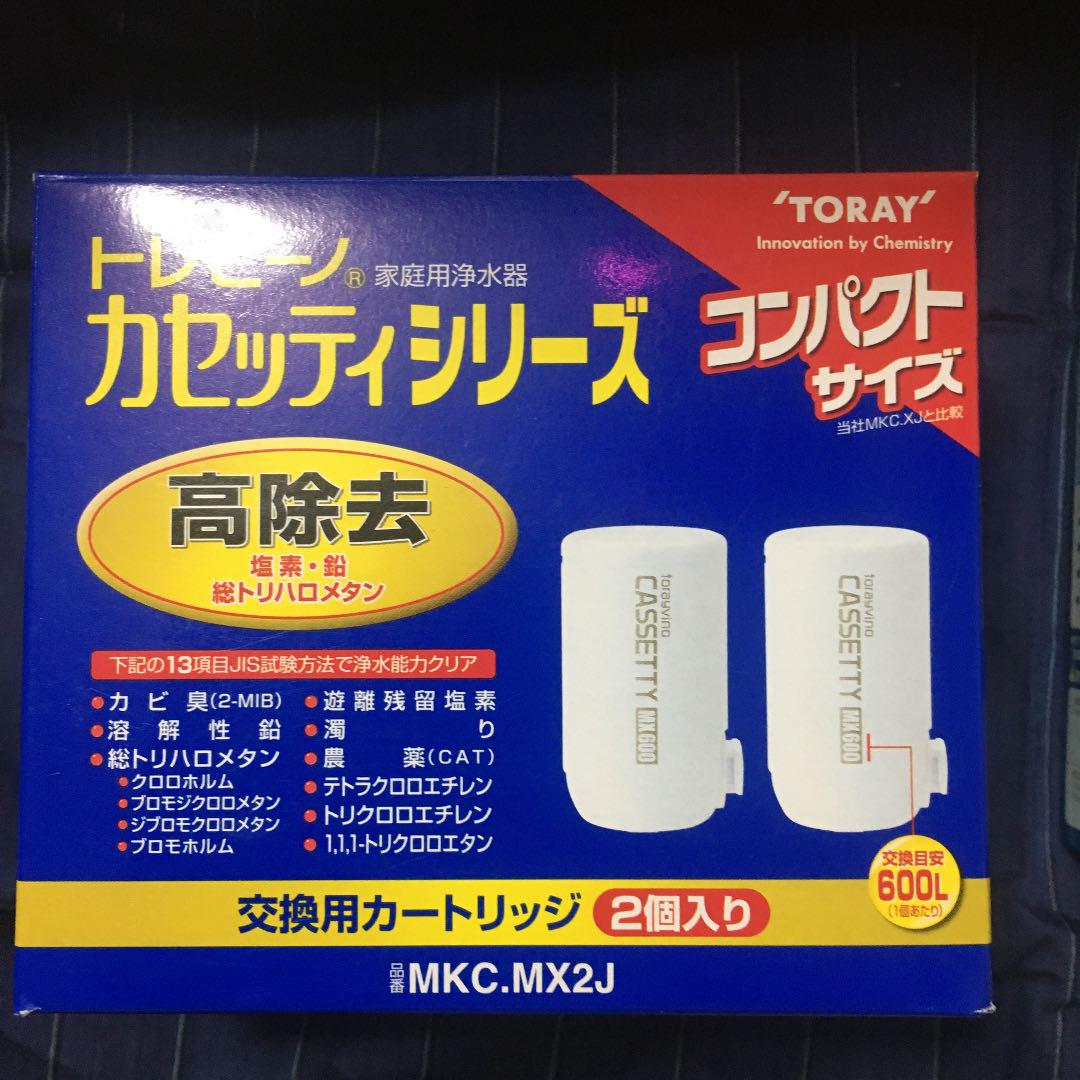 'TORAY'
Innovation by Chemistry
トレビーノ® 家庭用浄水器
カセッティシリーズ
コンパクト
サイズ
当社MKC.XJと比較
高除去
塩素・鉛
総トリハロメタン
下記の13項目JIS試験方法で浄水能力クリア
●カビ臭(2-MIB)
●溶解性鉛
●総トリハロメタン
●クロロホルム
●ブロモジクロロメタン
●ジブロモクロロメタン
●ブロモホルム
●遊離残留塩素
●濁り
●農薬(CAT)
●テトラクロロエチレン
●トリクロロエチレン
●1,1,1-トリクロロエタン
torayvino
CASSETTY MX600
torayvino
CASSETTY MX600
交換目安
600L
(1個あたり)
交換用カートリッジ 2個入り
品番 MKC.MX2J